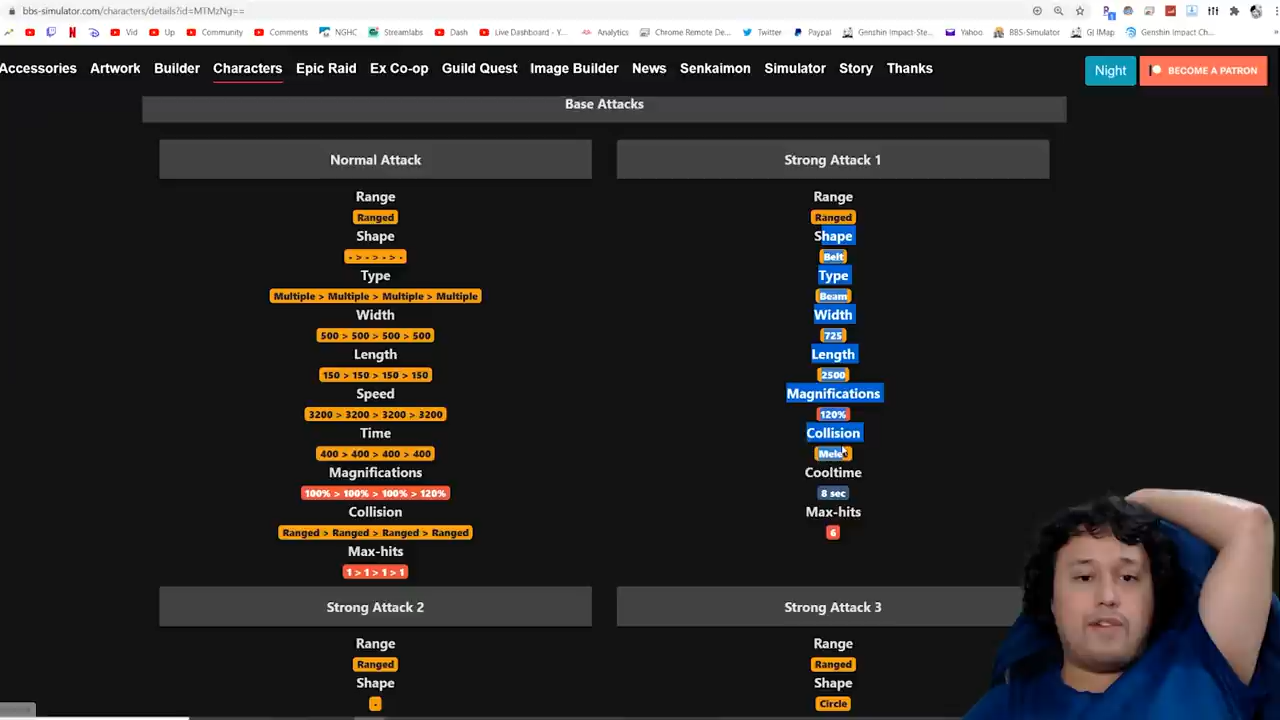 bbs-simulator.com/characters/details?id=MTMzNg==
Vid
Up
Community
Comments
NGHC
Streamlabs
Dash
Live Dashboard - Y...
Analytics
Chrome Remote De...
Twitter
Paypal
Genshin Impact-Ste...
Yahoo
BBS-Simulator
GI IMap
Genshin Impact Ch...
Accessories
Artwork
Builder
Characters
Epic Raid
Ex Co-op
Guild Quest
Image Builder
News
Senkaimon
Simulator
Story
Thanks
Night
BECOME A PATRON
Base Attacks
Normal Attack
Range
Ranged
Shape
- > - > - > -
Type
Multiple > Multiple > Multiple > Multiple
Width
500 > 500 > 500 > 500
Length
150 > 150 > 150 > 150
Speed
3200 > 3200 > 3200 > 3200
Time
400 > 400 > 400 > 400
Magnifications
100% > 100% > 100% > 120%
Collision
Ranged > Ranged > Ranged > Ranged
Max-hits
1 > 1 > 1 > 1
Strong Attack 1
Range
Ranged
Shape
Belt
Type
Beam
Width
725
Length
2500
Magnifications
120%
Collision
Melee
Cooltime
8 sec
Max-hits
6
Strong Attack 2
Range
Ranged
Shape
-
Strong Attack 3
Range
Ranged
Shape
Circle